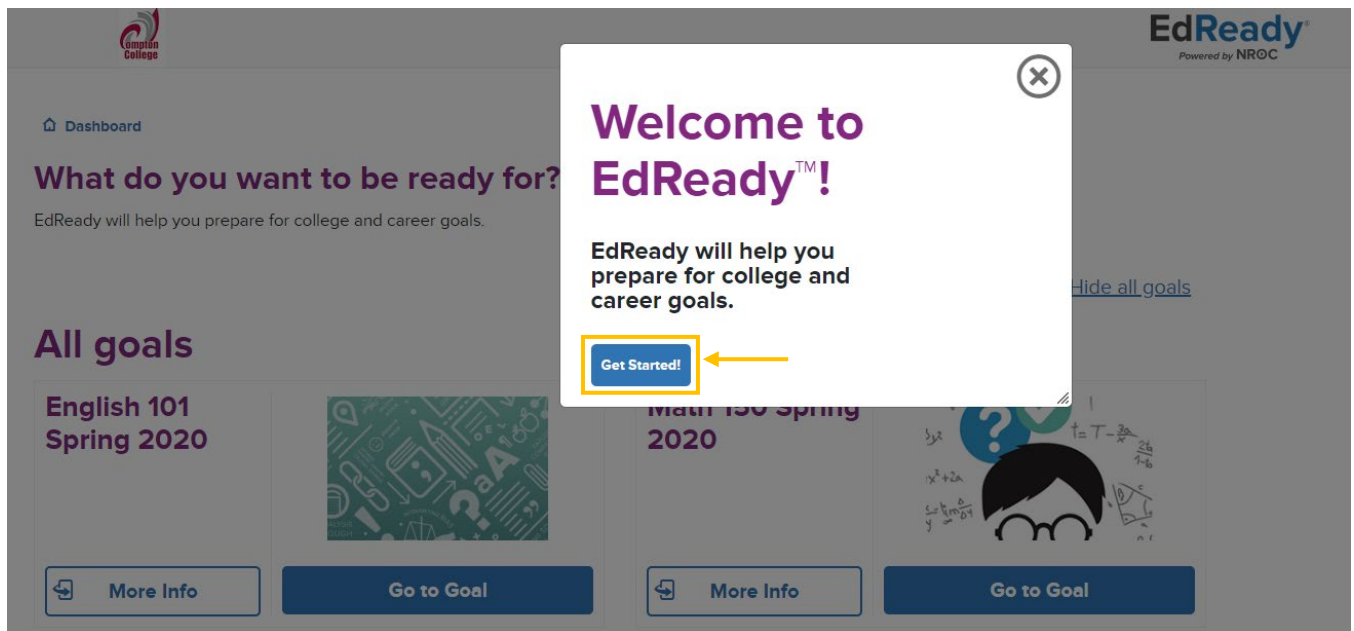 Compton
College
EdReady®
Powered by NROC
Dashboard
What do you want to be ready for?
EdReady will help you prepare for college and career goals.
Welcome to
EdReady™!
EdReady will help you
prepare for college and
career goals.
Get Started!
Hide all goals
All goals
English 101
Spring 2020
Math 150 Spring
2020
More Info
Go to Goal
More Info
Go to Goal